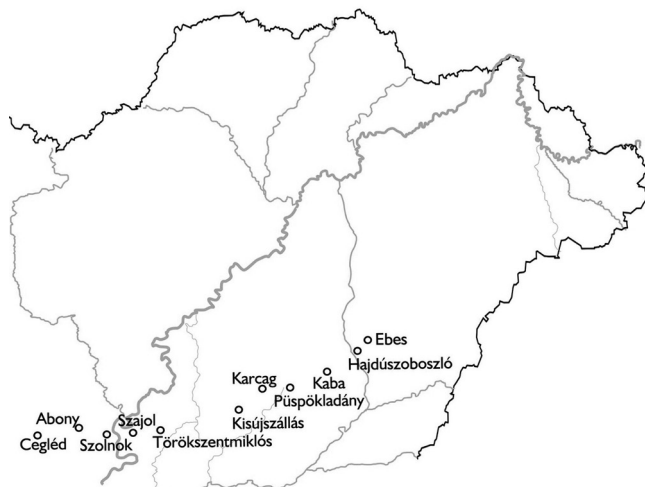 Ebes
Hajdúszoboszló
Kaba
Karcag
Püspökladány
Kisújszállás
Abony
Szajol
Cegléd
Szolnok
Törökszentmiklós